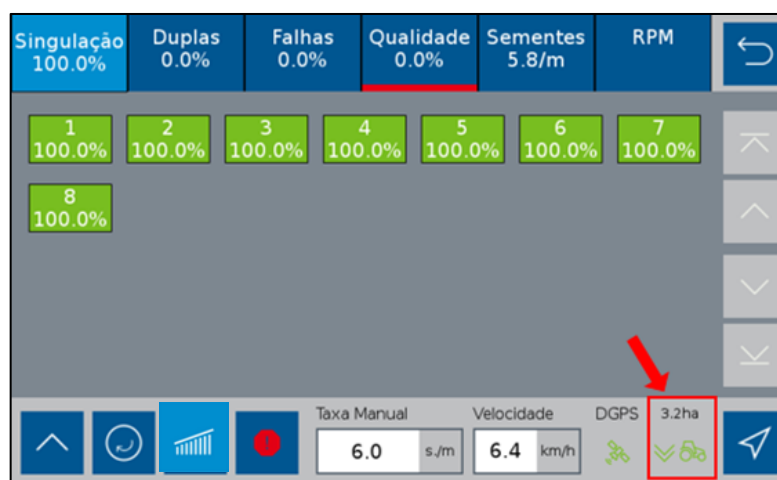 Singulação Duplas Falhas Qualidade Sementes RPM
100.0% 0.0% 0.0% 0.0% 5.8/m
1 2 3 4 5 6 7
100.0% 100.0% 100.0% 100.0% 100.0% 100.0% 100.0%
8
100.0%
Taxa Manual Velocidade DGPS 3.2ha
6.0 s./m 6.4 km/h